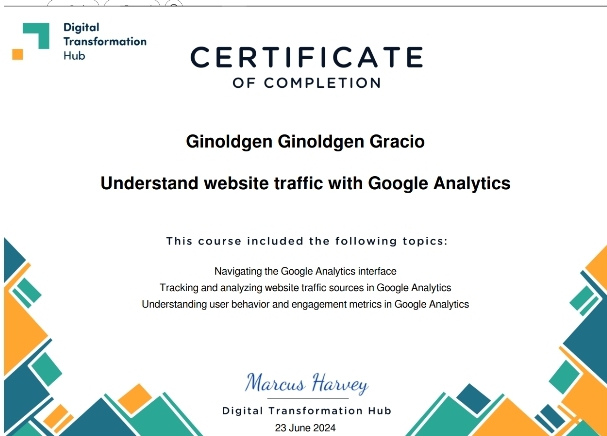 Digital
Transformation
Hub
CERTIFICATE
OF COMPLETION
Ginoldgen Ginoldgen Gracio
Understand website traffic with Google Analytics
This course included the following topics:
Navigating the Google Analytics interface
Tracking and analyzing website traffic sources in Google Analytics
Understanding user behavior and engagement metrics in Google Analytics
Marcus Harvey
Digital Transformation Hub
23 June 2024